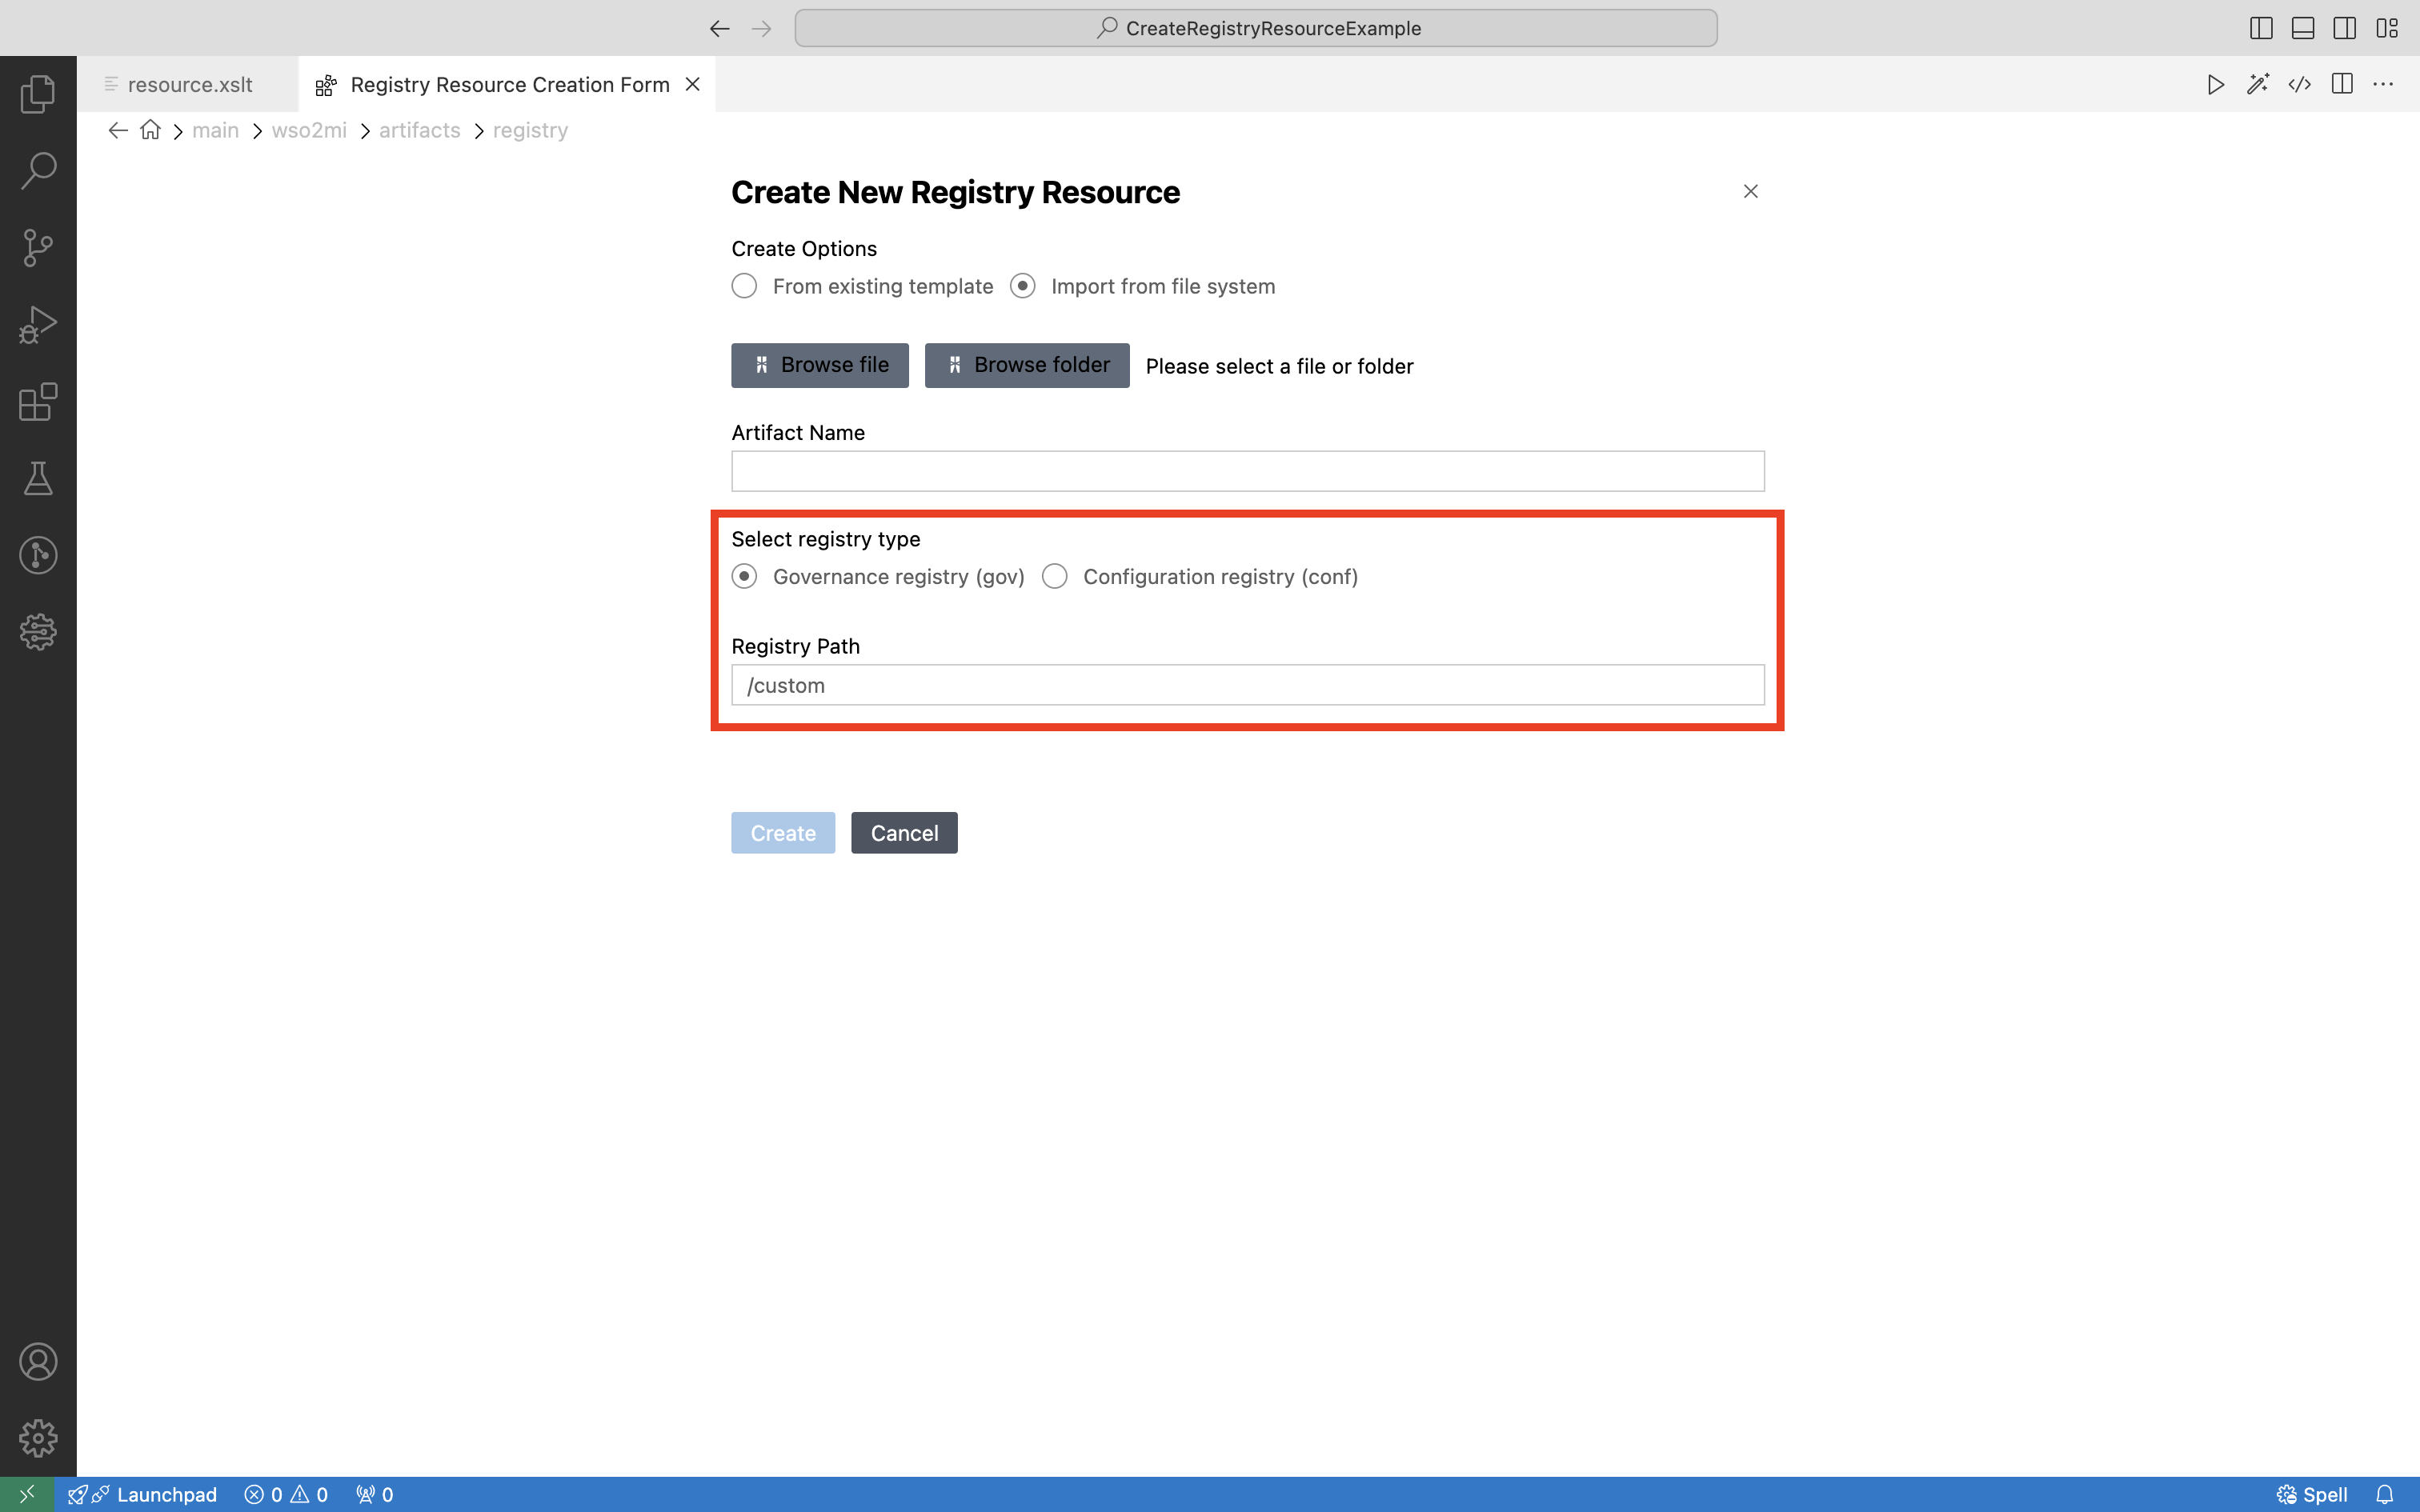 CreateRegistryResourceExample
resource.xslt
Registry Resource Creation Form
main wso2mi artifacts registry
Create New Registry Resource
Create Options
From existing template Import from file system
Browse file Browse folder Please select a file or folder
Artifact Name
Select registry type
Governance registry (gov) Configuration registry (conf)
Registry Path
/custom
Create Cancel
Launchpad 0 0 0 Spell